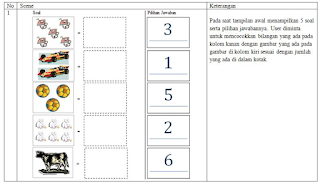 No Scene Keterangan
1 Soal Pilihan Jawaban
Pada saat tampilan awal menampilkan 5 soal
serta pilihan jawabannya. User diminta
untuk mencocokkan bilangan yang ada pada
kolom kanan dengan gambar yang ada pada
gambar di kolom kiri sesuai dengan jumlah
yang ada di dalam kotak.
= 3
= 1
= 5
= 2
= 6